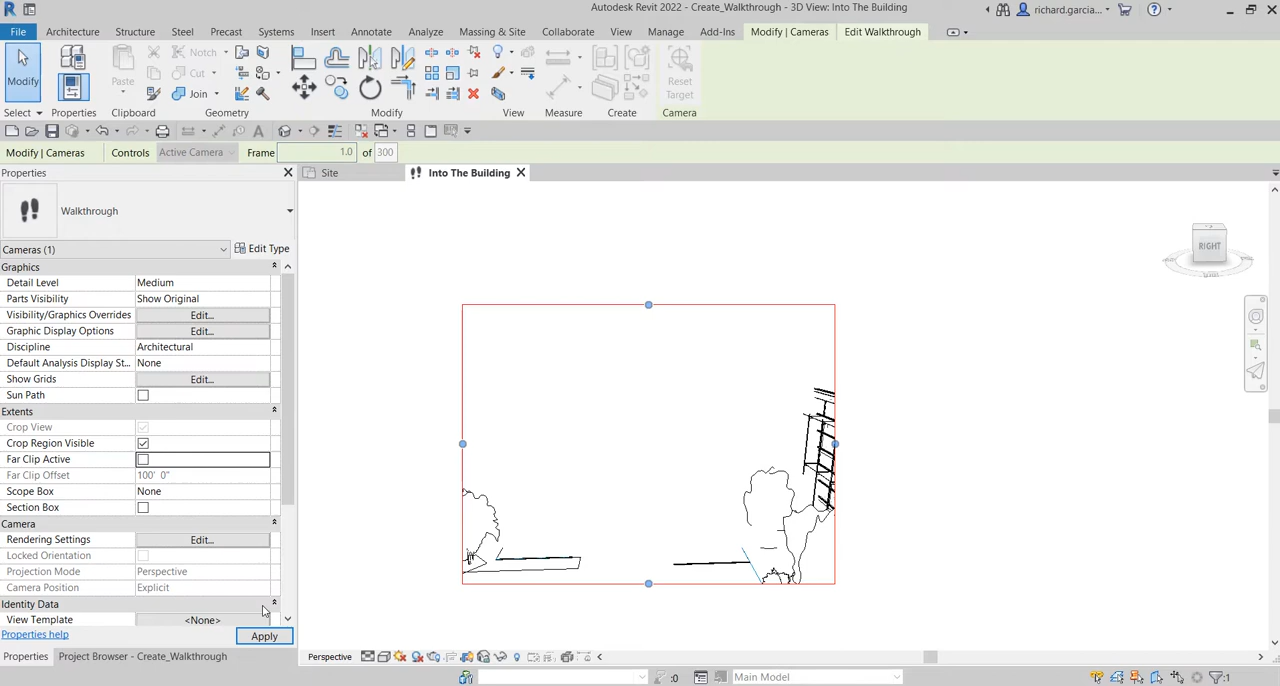 Autodesk Revit 2022 - Create_Walkthrough - 3D View: Into The Building
richard.garcia...
File Architecture Structure Steel Precast Systems Insert Annotate Analyze Massing & Site Collaborate View Manage Add-Ins Modify | Cameras Edit Walkthrough
Modify
Paste
Notch
Cut
Join
Reset
Target
Select Properties Clipboard Geometry Modify View Measure Create Camera
Modify | Cameras Controls Active Camera Frame 1.0 of 300
Properties
Site
Into The Building
Walkthrough
RIGHT
Cameras (1)
Edit Type
Graphics
Detail Level Medium
Parts Visibility Show Original
Visibility/Graphics Overrides Edit...
Graphic Display Options Edit...
Discipline Architectural
Default Analysis Display St... None
Show Grids Edit...
Sun Path
Extents
Crop View
Crop Region Visible
Far Clip Active
Far Clip Offset 100' 0"
Scope Box None
Section Box
Camera
Rendering Settings Edit...
Locked Orientation
Projection Mode Perspective
Camera Position Explicit
Identity Data
View Template <None>
Properties help
Apply
Properties Project Browser - Create_Walkthrough
Perspective
:0
Main Model
:1